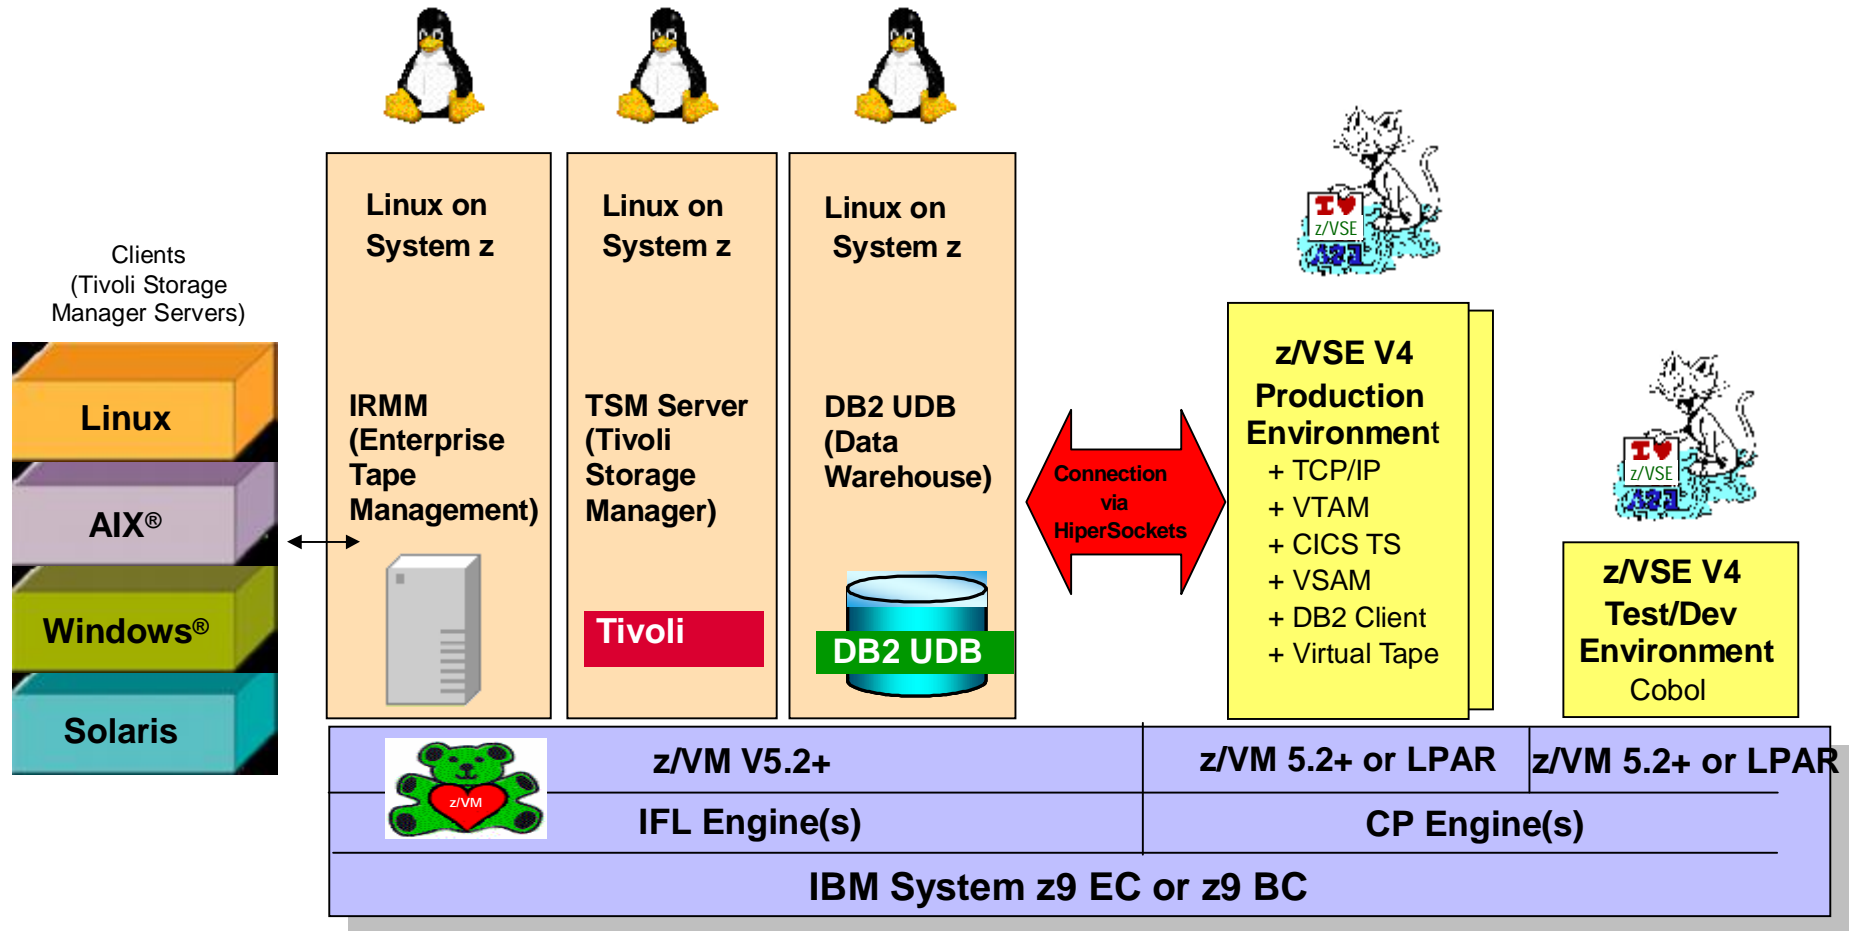 Clients
(Tivoli Storage
Manager Servers)
Linux
AIX®
Windows®
Solaris
Linux on
System z
IRMM
(Enterprise
Tape
Management)
Linux on
System z
TSM Server
(Tivoli
Storage
Manager)
Tivoli
Linux on
System z
DB2 UDB
(Data
Warehouse)
DB2 UDB
Connection
via
HiperSockets
I
z/VSE
z/VSE V4
Production
Environment
+ TCP/IP
+ VTAM
+ CICS TS
+ VSAM
+ DB2 Client
+ Virtual Tape
I
z/VSE
z/VSE V4
Test/Dev
Environment
Cobol
z/VM
z/VM V5.2+
z/VM 5.2+ or LPAR
z/VM 5.2+ or LPAR
IFL Engine(s)
CP Engine(s)
IBM System z9 EC or z9 BC